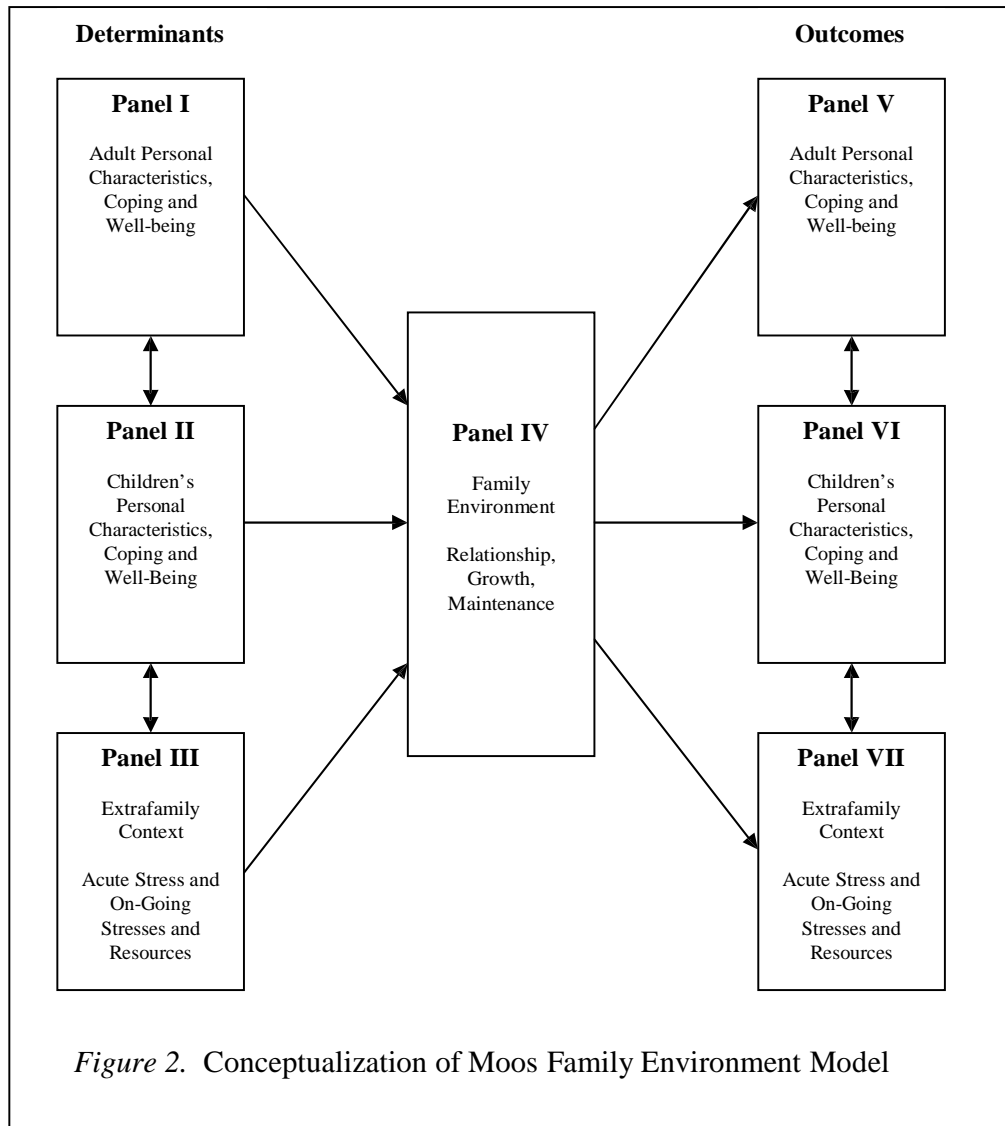 Determinants
Outcomes
Panel I
Adult Personal
Characteristics,
Coping and
Well-being
Panel II
Children’s
Personal
Characteristics,
Coping and
Well-Being
Panel III
Extrafamily
Context
Acute Stress and
On-Going
Stresses and
Resources
Panel IV
Family
Environment
Relationship,
Growth,
Maintenance
Panel V
Adult Personal
Characteristics,
Coping and
Well-being
Panel VI
Children’s
Personal
Characteristics,
Coping and
Well-Being
Panel VII
Extrafamily
Context
Acute Stress and
On-Going
Stresses and
Resources
Figure 2. Conceptualization of Moos Family Environment Model